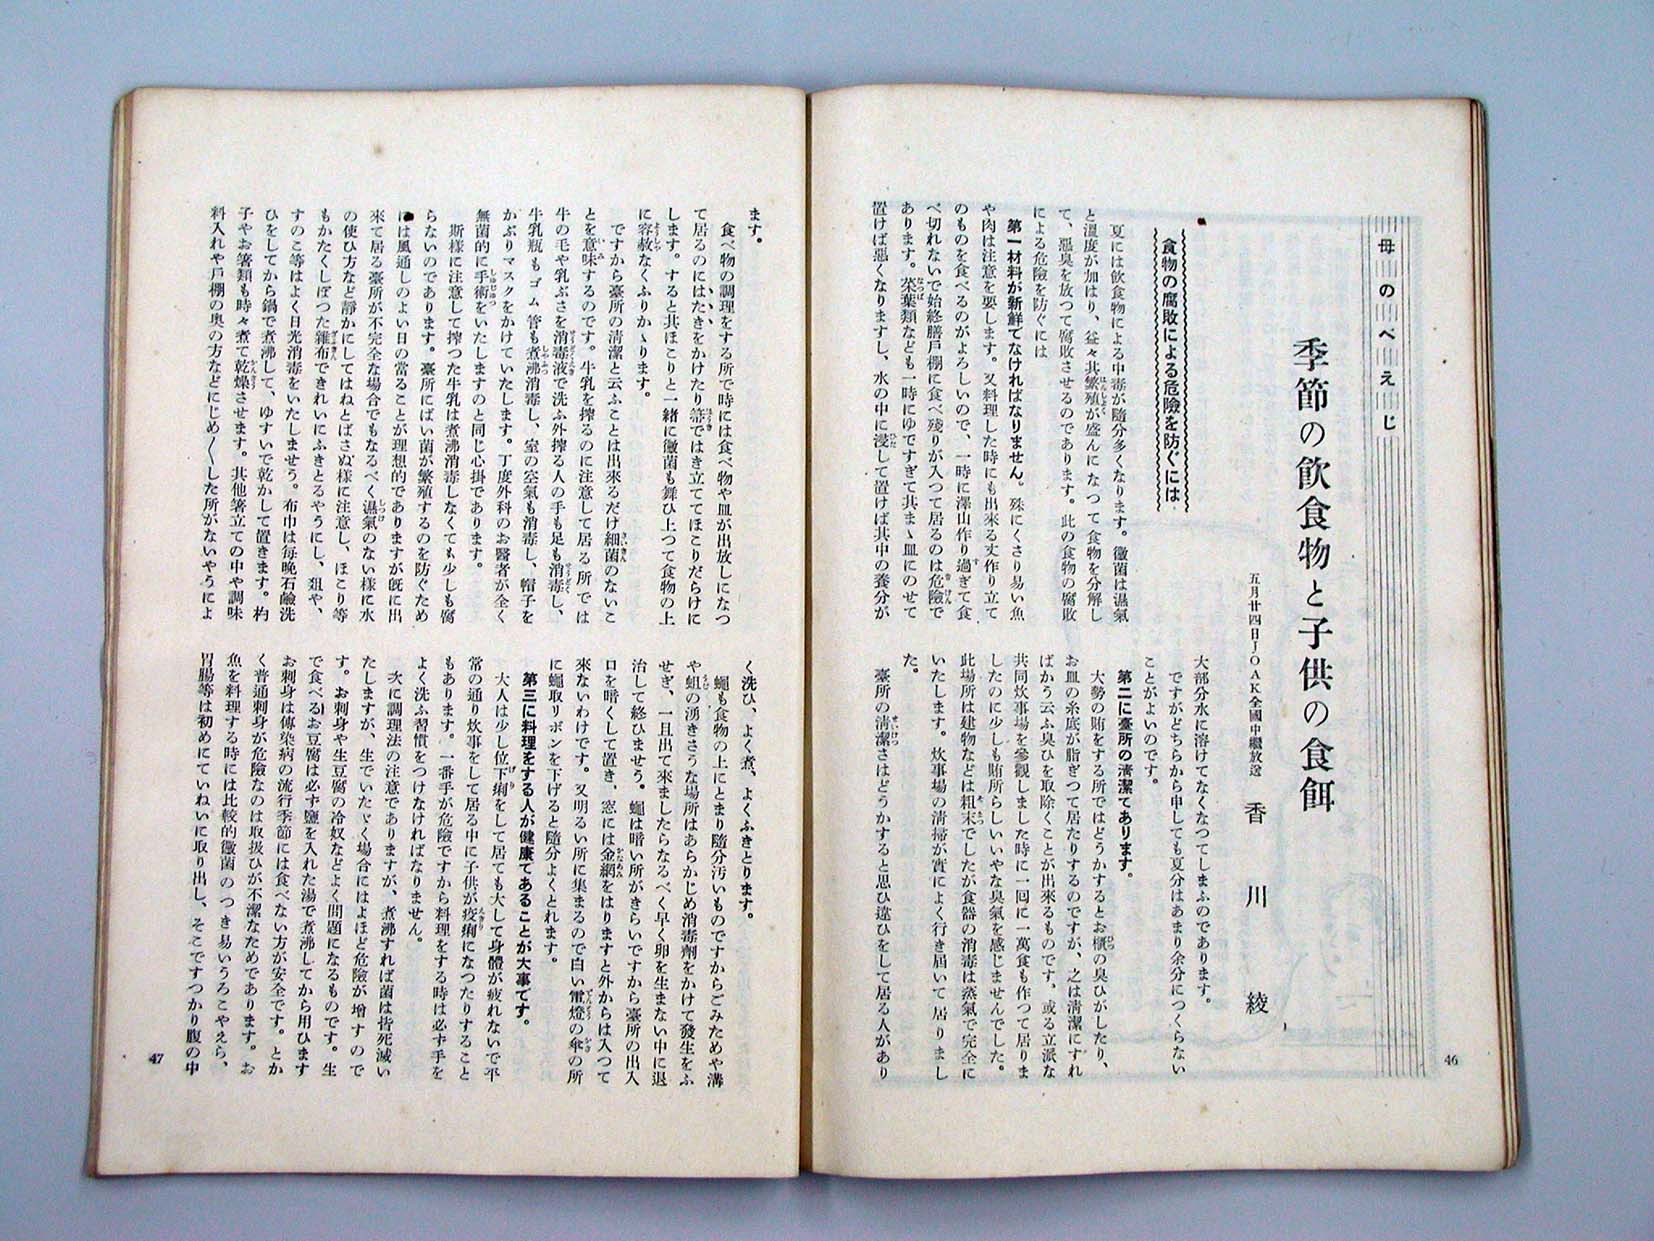 母のぺえじ
季節の飮食物と子供の食餌
五月廿四日JOAK全國中繼放送
香川綾
食物の腐敗による危險を防ぐには
夏には飮食物による中毒が隨分多くなります。黴菌は濕氣
と溫度が加はり、益々其繁殖が盛んになつて食物を分解し
て、惡臭を放つて腐敗させるのであります。此の食物の腐敗
による危險を防ぐには
第一材料が新鮮でなければなりません。殊にくさり易い魚
や肉は注意を要します。又料理した時にも出來る丈作り立て
のものを食べるのがよろしいので、一時に澤山作り過ぎて食
べ切れないで始終膳戸棚に食べ殘りが入つて居るのは危險で
あります。菜葉類なども一時にゆですぎて其まゝ皿にのせて
置けば惡くなりますし、水の中に浸して置けば其中の養分が
大部分水に溶けてなくなつてしまふのであります。
ですがどちらから申しても夏分はあまり余分につくらない
ことがよいのです。
第二に臺所の淸潔であります。
大勢の賄をする所ではどうかするとお櫃の臭ひがしたり、
お皿の糸底が脂ぎつて居たりするのですが、之は淸潔にすれ
ばかう云ふ臭ひを取除くことが出來るものです。或る立派な
共同炊事場を參觀しました時に一回に一萬食も作つて居りま
したのに少しも賄所らしいいやな臭氣を感じませんでした。
此場所は建物などは粗末でしたが食器の消毒は蒸氣で完全に
いたします。炊事場の淸掃が實によく行き屆いて居りまし
た。
臺所の淸潔さはどうかすると思ひ違ひをして居る人があり
46
ます。
食べ物の調理をする所で時には食べ物や皿が出放しになつ
て居るのにはたきをかけたり箒ではき立ててほこりだらけに
します。すると其ほこりと一緒に黴菌も舞ひ上つて食物の上
に容赦なくふりかゝります。
ですから臺所の淸潔と云ふことは出來るだけ細菌のないこ
とを意味するのです。牛乳を搾るのに注意して居る所では
牛の毛や乳ぶさを消毒液で洗ふ外搾る人の手も足も消毒し、
牛乳瓶もゴム管も煮沸消毒し、室の空氣も消毒し、帽子を
かぶりマスクをかけていたします。丁度外科のお醫者が全く
無菌的に手術をいたしますのと同じ心掛であります。
斯樣に注意して搾つた牛乳は煮沸消毒しなくても少しも腐
らないのであります。臺所にばい菌が繁殖するのを防ぐため
には風通しのよい日の當ることが理想的でありますが旣に出
來て居る臺所が不完全な場合でもなるべく濕氣のない樣に水
の使ひ方など靜かにしてはねとばさぬ樣に注意し、ほこり等
もかたくしぼつた雜布できれいにふきとるやうにし、俎や、
すのこ等はよく日光消毒をいたしませう。布巾は每晚石鹼洗
ひをしてから鍋で煮沸して、ゆすいで乾かして置きます。杓
子やお箸類も時々煮て乾燥させます。其他箸立ての中や調味
料入れや戸棚の奥の方などにじめ〱した所がないやうによ
く洗ひ、よく煮、よくふきとります。
蠅も食物の上にとまり隨分汚いものですからごみためや溝
や蛆の湧きさうな場所はあらかじめ消毒劑をかけて發生をふ
せぎ、一旦出て來ましたらなるべく早く卵を生まない中に退
治して終ひませう。蠅は暗い所がきらいですから臺所の出入
口を暗くして置き、窓には金網をはりますと外からは入つて
來ないわけです。又明るい所に集まるので白い電燈の傘の所
に蠅取リボンを下げると隨分よくとれます。
第三に料理をする人が健康であることが大事です。
大人は少し位下痢をして居ても大して身體が疲れないで平
常の通り炊事をして居る中に子供が疫痢になつたりすること
もあります。一番手が危險ですから料理をする時は必ず手を
よく洗ふ習慣をつけなければなりません。
次に調理法の注意でありますが、煮沸すれば菌は皆死滅い
たしますが、生でいたゞく場合にはよほど危險が增すので
す。お刺身や生豆腐の冷奴などよく問題になるものです。生
で食べるお豆腐は必ず鹽を入れた湯で煮沸してから用ひます
お刺身は傳染病の流行季節には食べない方が安全です。とか
く普通刺身が危險なのは取扱ひが不潔なためであります。お
魚を料理する時には比較的黴菌のつき易いうろこやえら、
胃腸等は初めにていねいに取り出し、そこですつかり腹の中
47